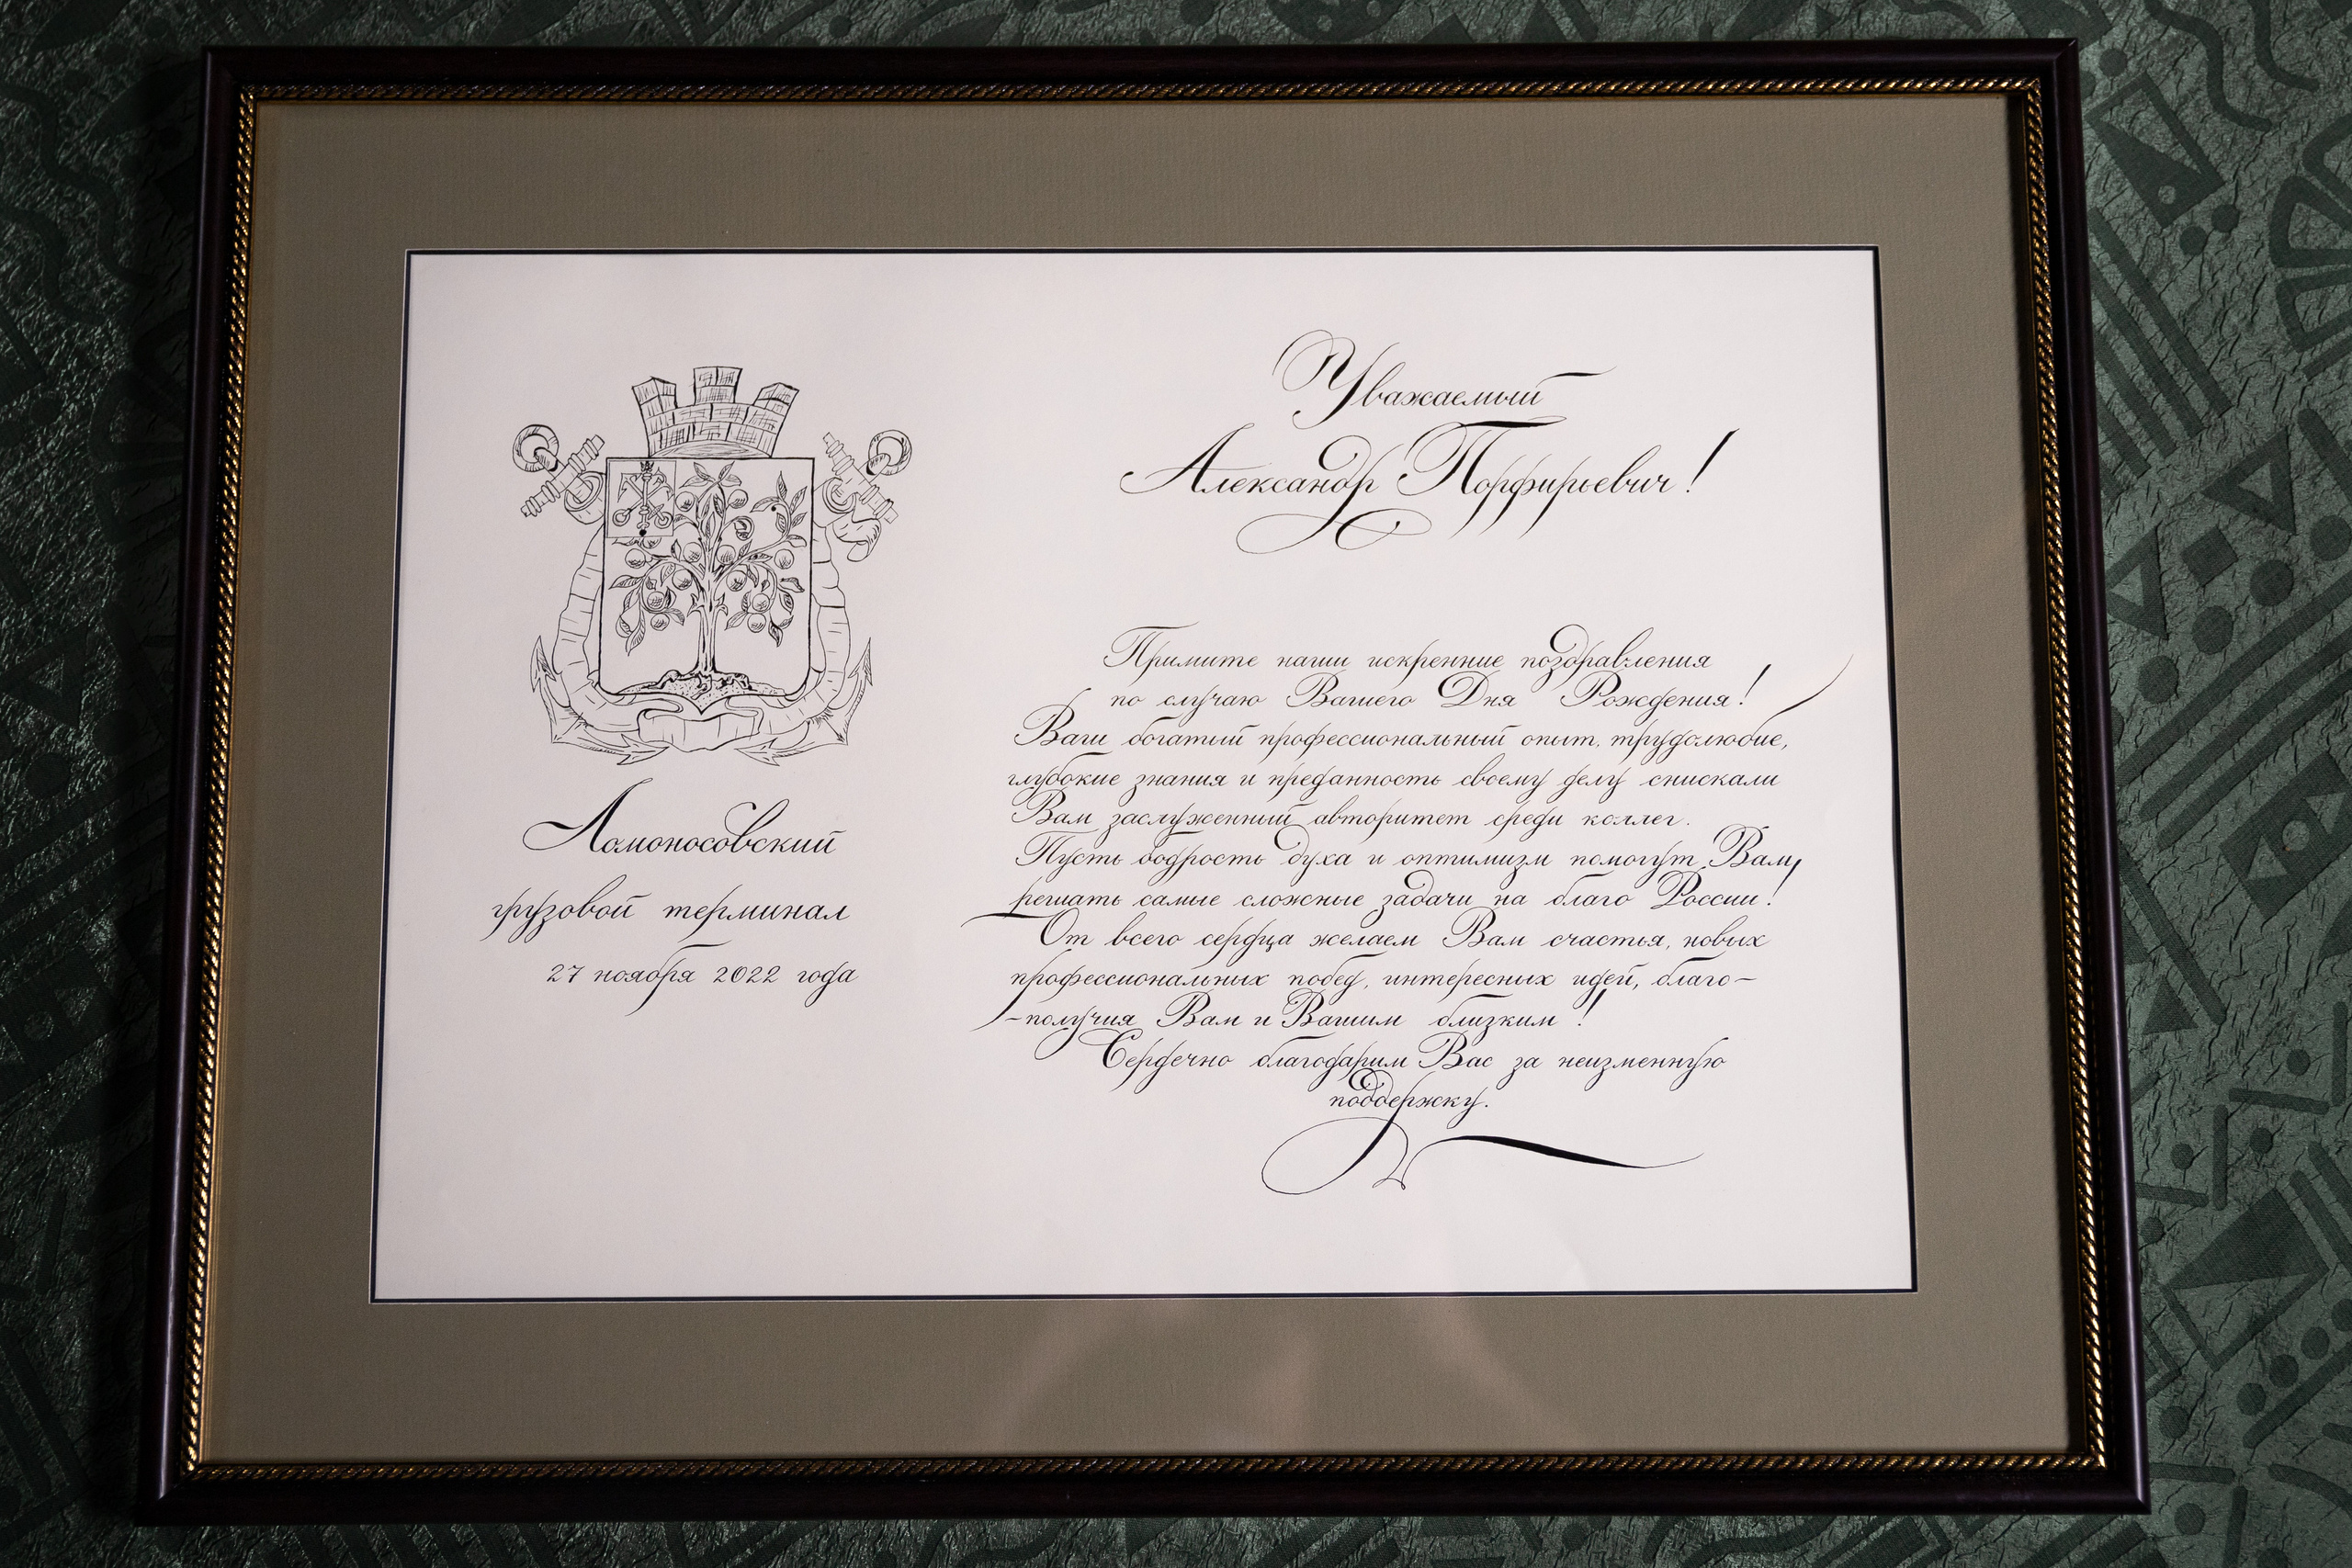 Ломоносовский
грузовой терминал
27 ноября 2022 года
Уважаемый
Александр Порфирьевич!
Примите наши искренние поздравления
по случаю Вашего Дня Рождения!
Ваш богатый профессиональный опыт, трудолюбие,
глубокие знания и преданность своему делу снискали
Вам заслуженный авторитет среди коллег.
Пусть бодрость духа и оптимизм помогут Вам
решать самые сложные задачи на благо России!
От всего сердца желаем Вам счастья, новых
профессиональных побед, интересных идей, благо-
-получия Вам и Вашим близким!
Сердечно благодарим Вас за неизменную
поддержку.